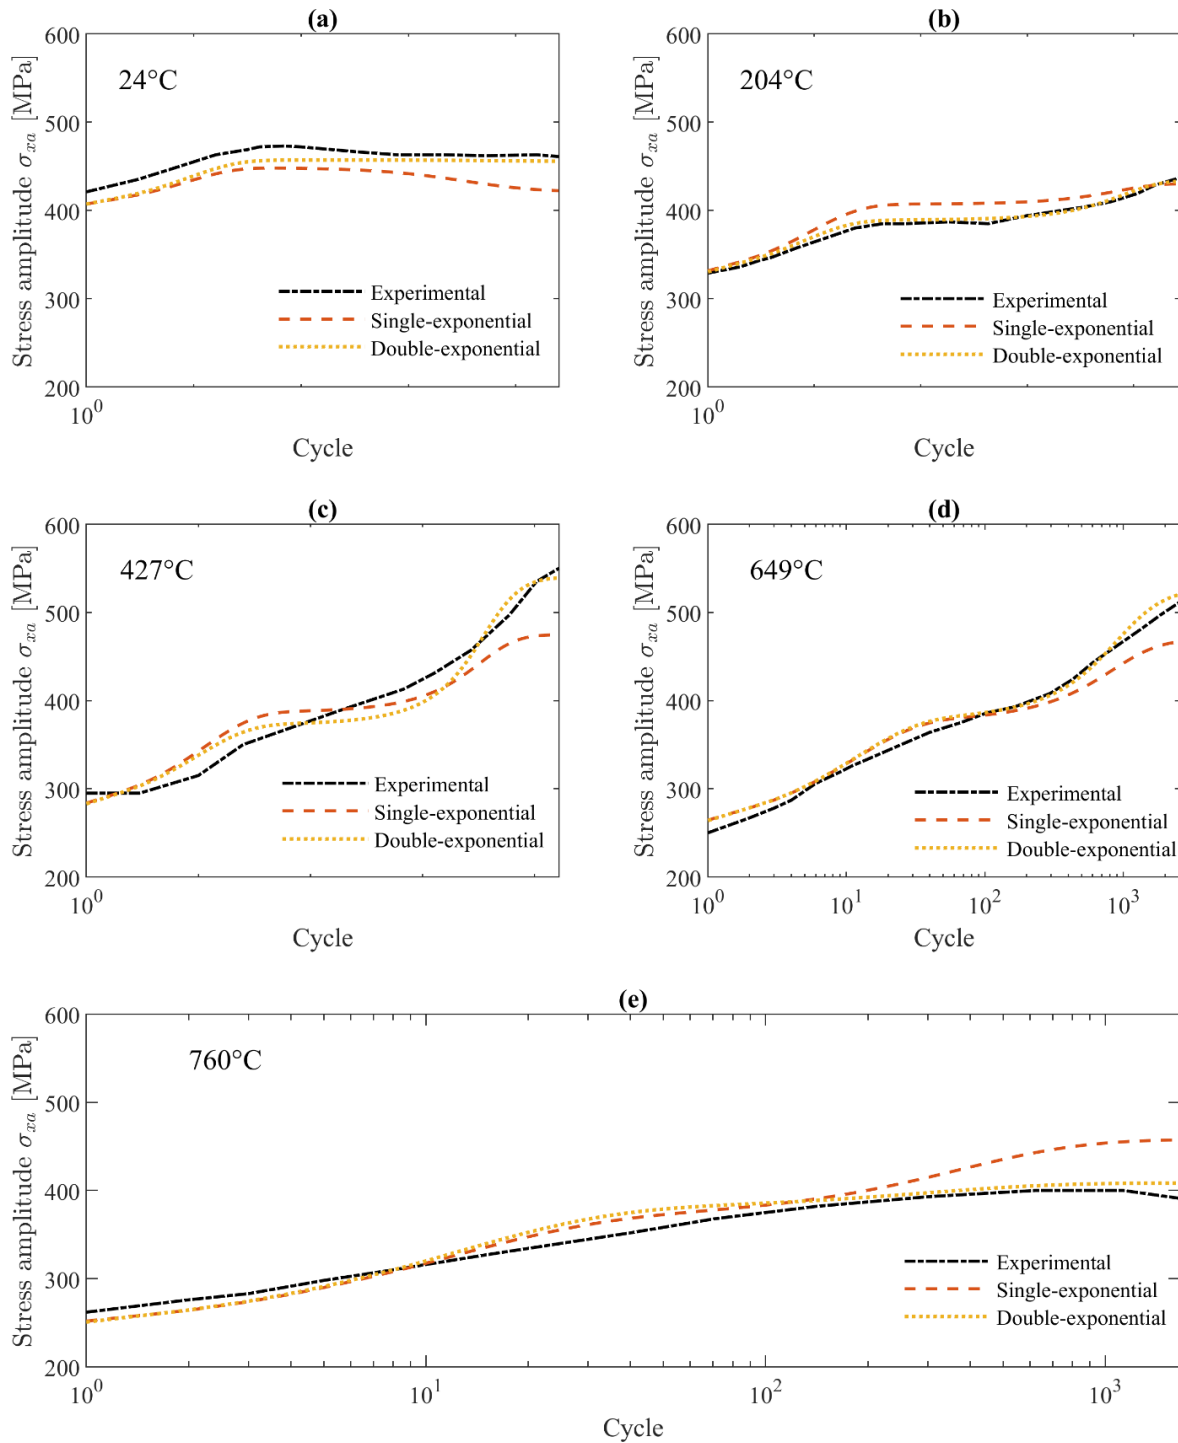 (a)
600
500
400
300
200
Stress amplitude σ_xa [MPa]
24°C
Experimental
Single-exponential
Double-exponential
10^0
Cycle
(b)
600
500
400
300
200
Stress amplitude σ_xa [MPa]
204°C
Experimental
Single-exponential
Double-exponential
10^0
Cycle
(c)
600
500
400
300
200
Stress amplitude σ_xa [MPa]
427°C
Experimental
Single-exponential
Double-exponential
10^0
Cycle
(d)
600
500
400
300
200
Stress amplitude σ_xa [MPa]
649°C
Experimental
Single-exponential
Double-exponential
10^0 10^1 10^2 10^3
Cycle
(e)
600
500
400
300
200
Stress amplitude σ_xa [MPa]
760°C
Experimental
Single-exponential
Double-exponential
10^0 10^1 10^2 10^3
Cycle